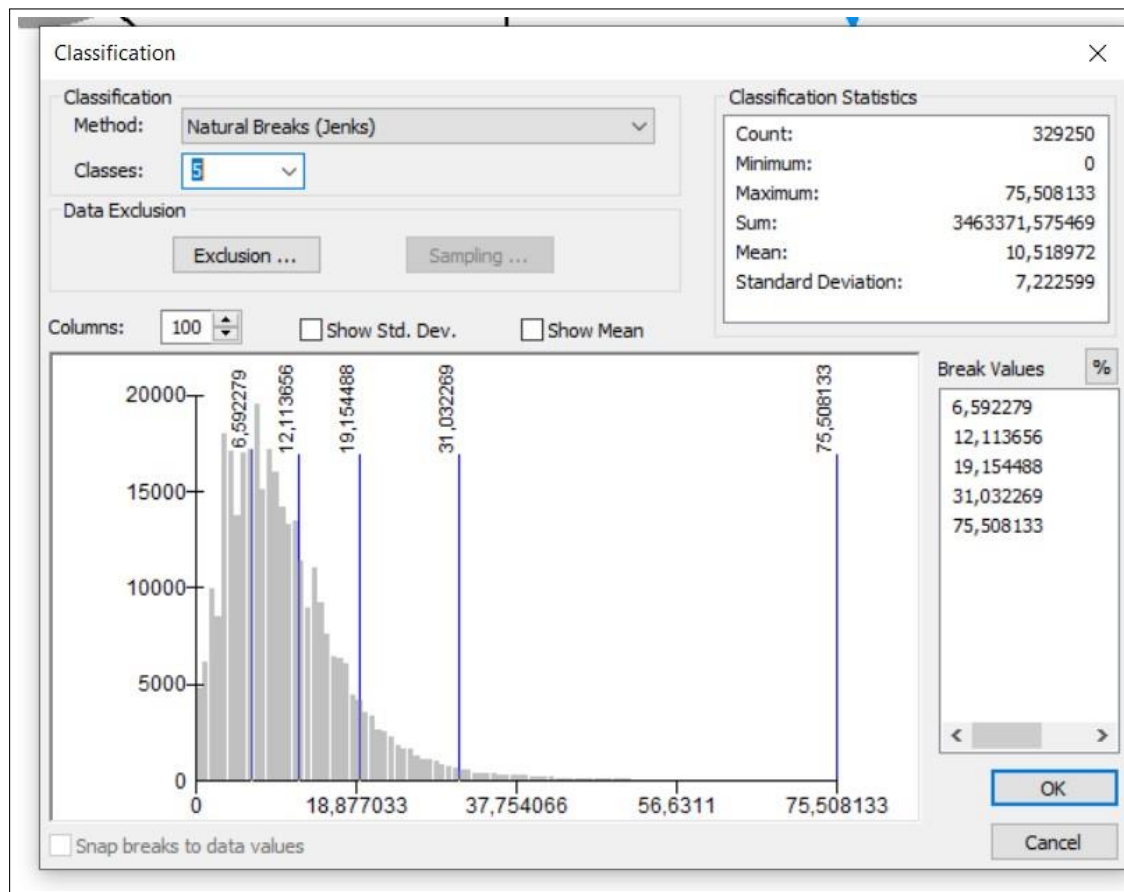 Classification
Classification
Method: Natural Breaks (Jenks)
Classes: 5
Data Exclusion
Exclusion ...
Sampling ...
Classification Statistics
Count: 329250
Minimum: 0
Maximum: 75,508133
Sum: 3463371,575469
Mean: 10,518972
Standard Deviation: 7,222599
Columns: 100
Show Std. Dev.
Show Mean
20000
15000
10000
5000
0
6,592279
12,113656
19,154488
31,032269
75,508133
0 18,877033 37,754066 56,6311 75,508133
Break Values %
6,592279
12,113656
19,154488
31,032269
75,508133
OK
Snap breaks to data values
Cancel